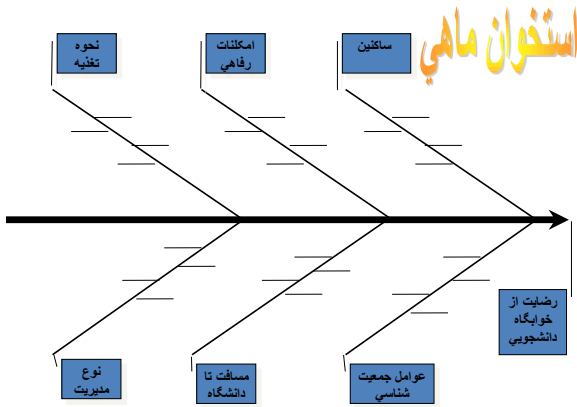 استخوان ماهي
ساكنين
امكانات
رفاهي
نحوه
تغذيه
رضايت از
خوابگاه
دانشجويي
عوامل جمعيت
شناسي
مسافت تا
دانشگاه
نوع
مديريت